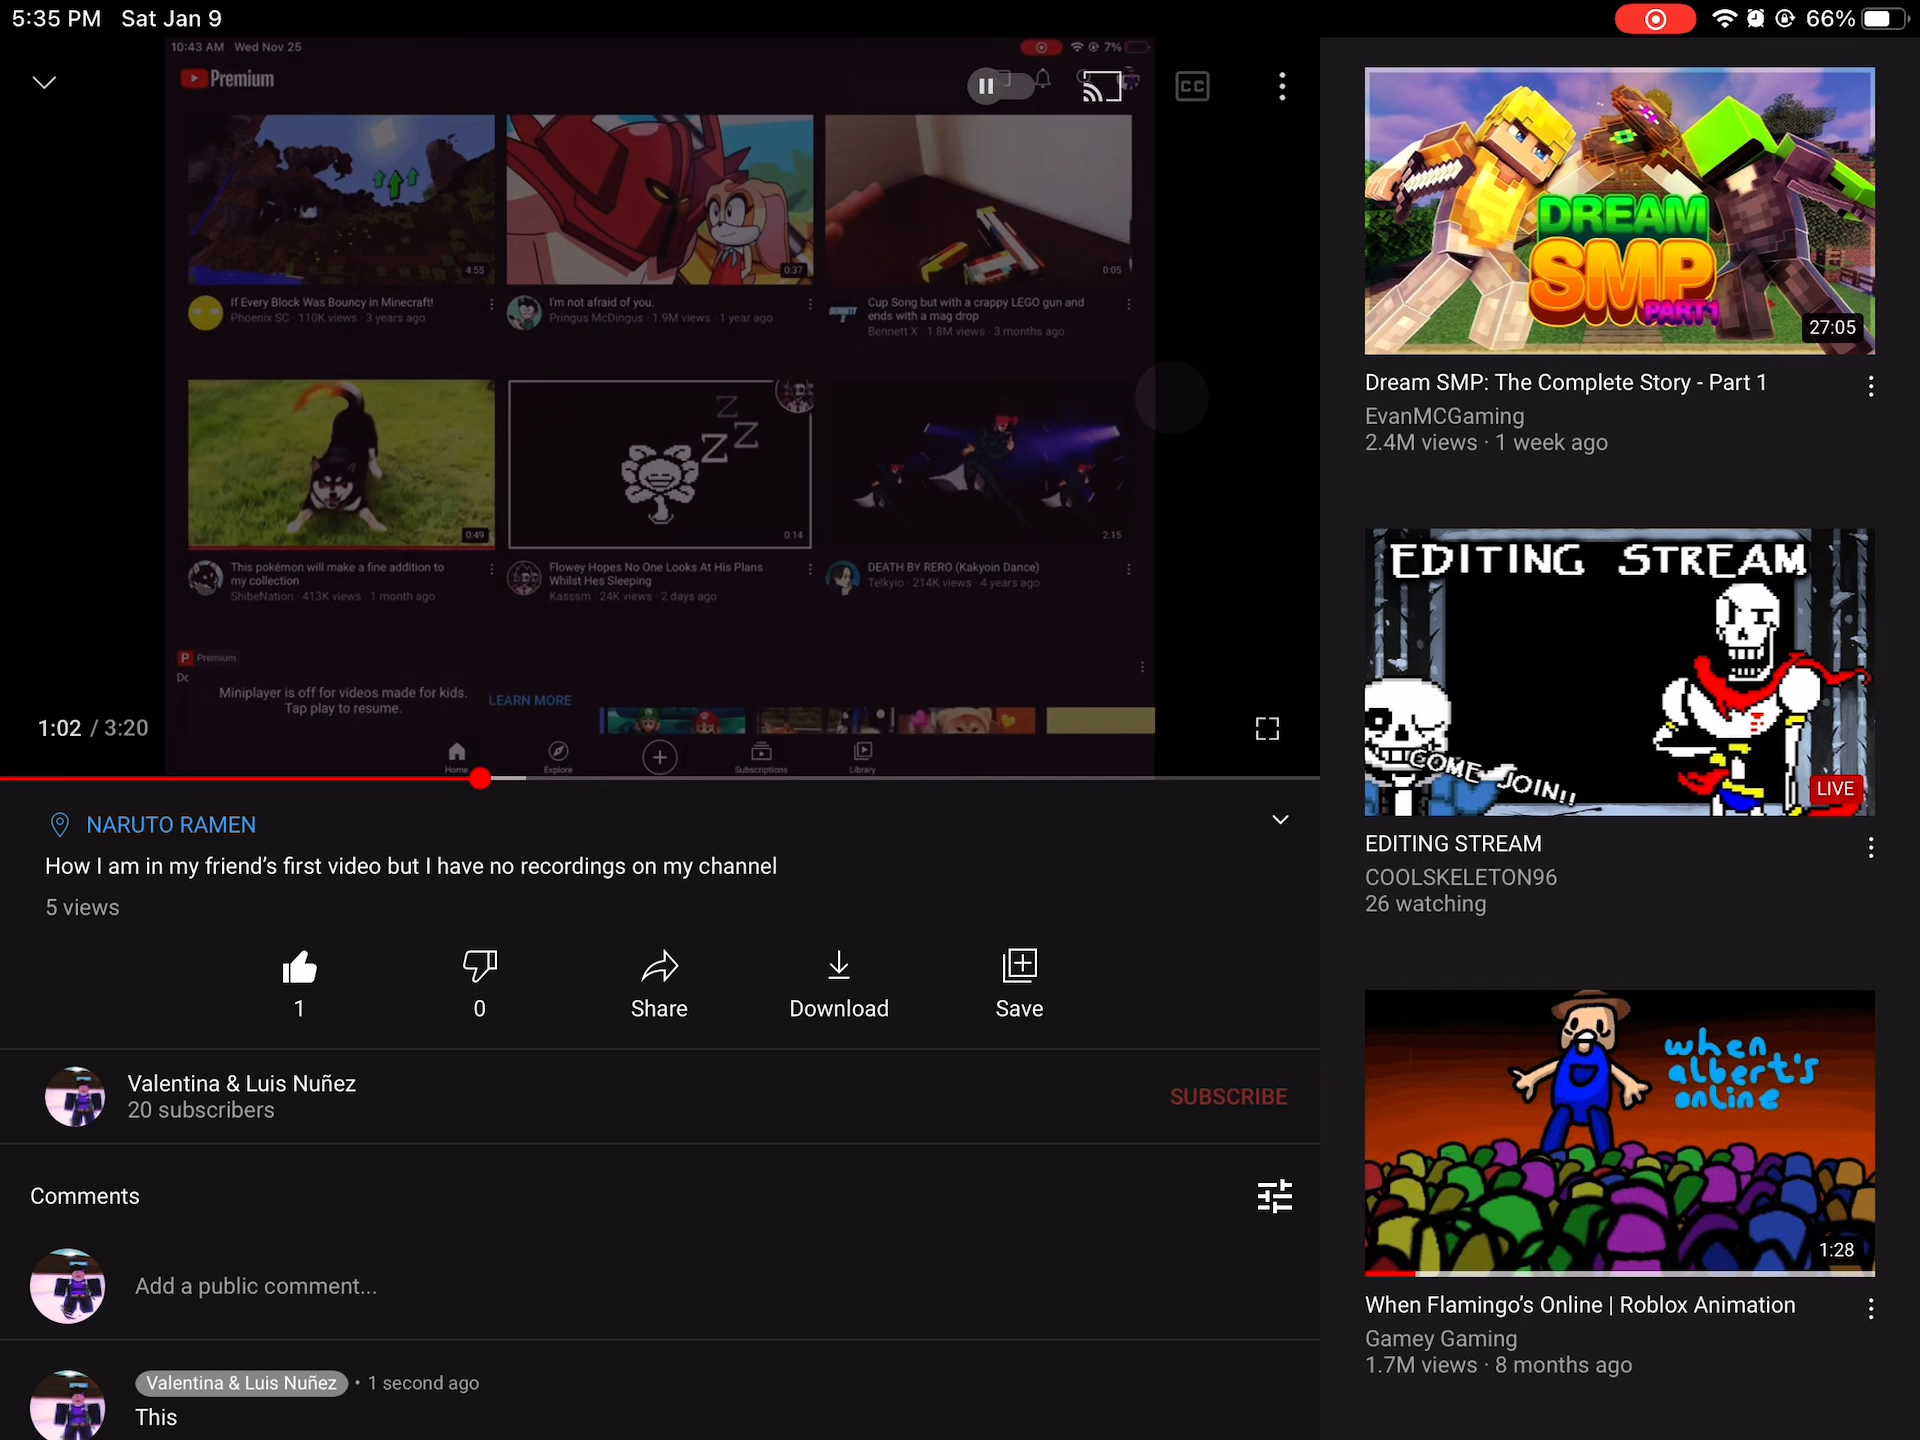 5:35 PM Sat Jan 9
66%
10:43 AM Wed Nov 25
7%
Premium
CC
4:55
0:37
0:05
If Every Block Was Bouncy in Minecraft!
Phoenix SC · 110K views · 3 years ago
I'm not afraid of you.
Pringus McDingus · 1.9M views · 1 year ago
BENNETT
Cup Song but with a crappy LEGO gun and
ends with a mag drop
Bennett X · 1.8M views · 3 months ago
Z
Z Z
0:49
0:14
2:15
This pokémon will make a fine addition to
my collection
ShibeNation · 413K views · 1 month ago
Flowey Hopes No One Looks At His Plans
Whilst Hes Sleeping
Kasssm · 24K views · 2 days ago
DEATH BY RERO (Kakyoin Dance)
Telkyio · 214K views · 4 years ago
P Premium
Dc
Miniplayer is off for videos made for kids.
Tap play to resume.
LEARN MORE
1:02 / 3:20
Home
Explore
Subscriptions
Library
NARUTO RAMEN
How I am in my friend’s first video but I have no recordings on my channel
5 views
1
0
Share
Download
Save
Valentina & Luis Nuñez
20 subscribers
SUBSCRIBE
Comments
Add a public comment...
Valentina & Luis Nuñez • 1 second ago
This
DREAM
SMP
PART 1
27:05
Dream SMP: The Complete Story - Part 1
EvanMCGaming
2.4M views · 1 week ago
EDITING STREAM
COME JOIN!!
LIVE
EDITING STREAM
COOLSKELETON96
26 watching
when
albert's
online
1:28
When Flamingo’s Online | Roblox Animation
Gamey Gaming
1.7M views · 8 months ago